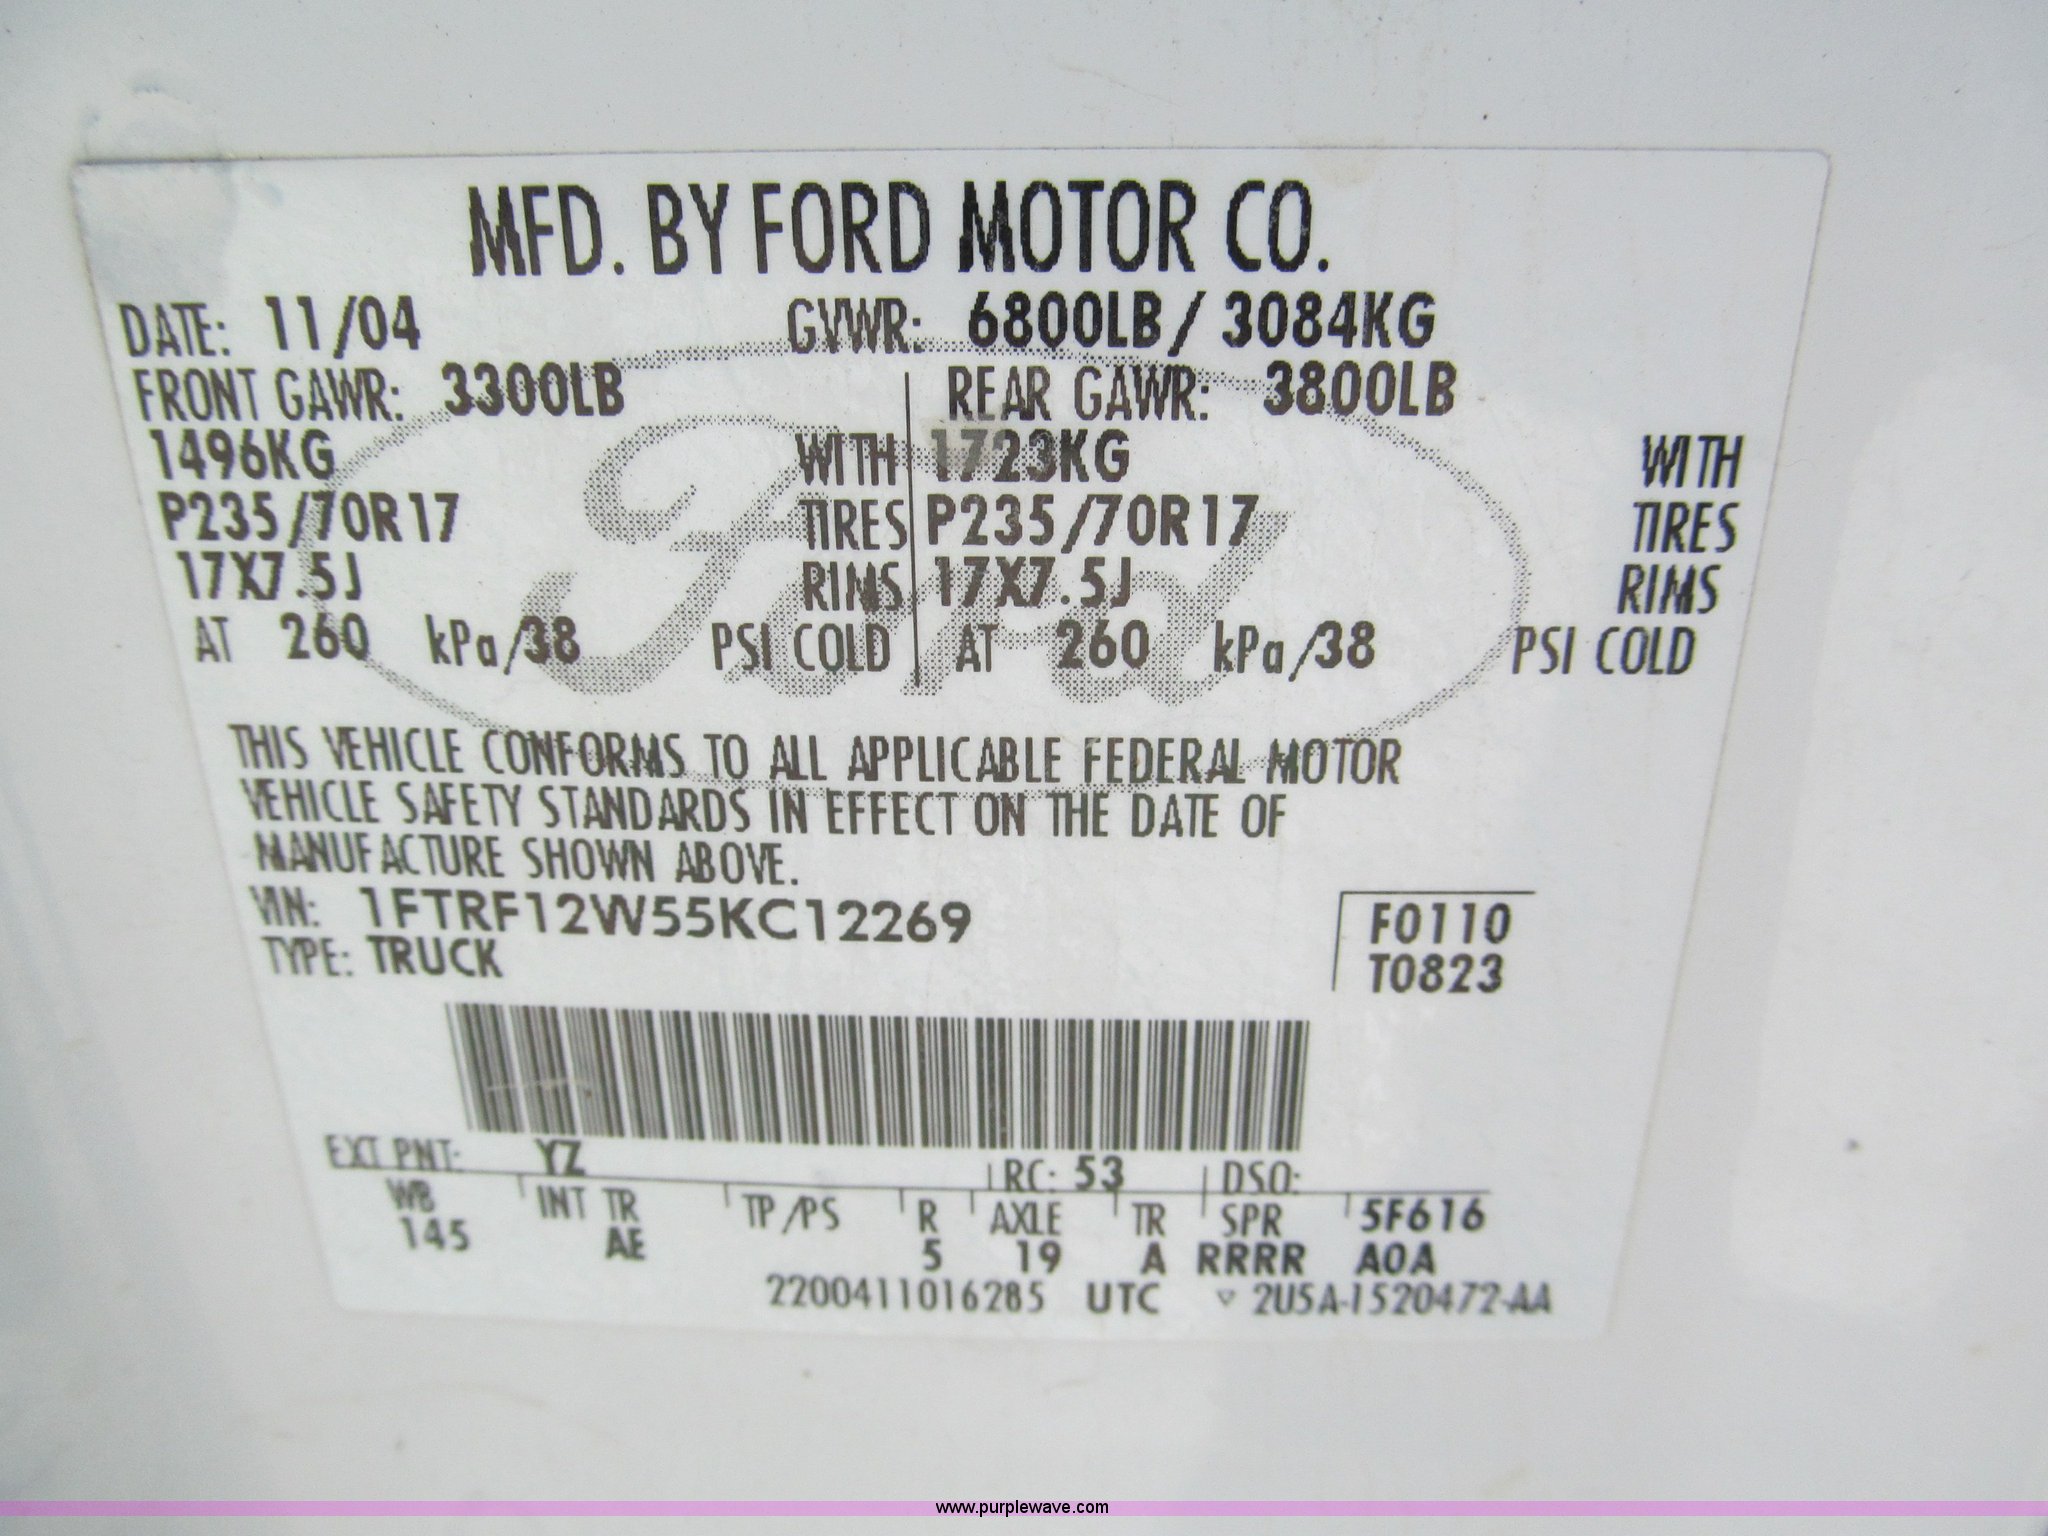 MFD. BY FORD MOTOR CO.
DATE: 11/04 GVWR: 6800LB / 3084KG
FRONT GAWR: 3300LB REAR GAWR: 3800LB
1496KG WITH 1723KG WITH
P235/70R17 TIRES P235/70R17 TIRES
17X7.5J RIMS 17X7.5J RIMS
AT 260 kPa/38 PSI COLD AT 260 kPa/38 PSI COLD
Ford
THIS VEHICLE CONFORMS TO ALL APPLICABLE FEDERAL MOTOR
VEHICLE SAFETY STANDARDS IN EFFECT ON THE DATE OF
MANUFACTURE SHOWN ABOVE.
VIN: 1FTRF12W55KC12269 F0110
TYPE: TRUCK T0823
EXT PNT: YZ RC: 53 DSO:
WB INT TR TP/PS R AXLE TR SPR 5F616
145 AE 5 19 A RRRR A0A
2200411016285 UTC ▽ 2U5A-1520472-AA
www.purplewave.com